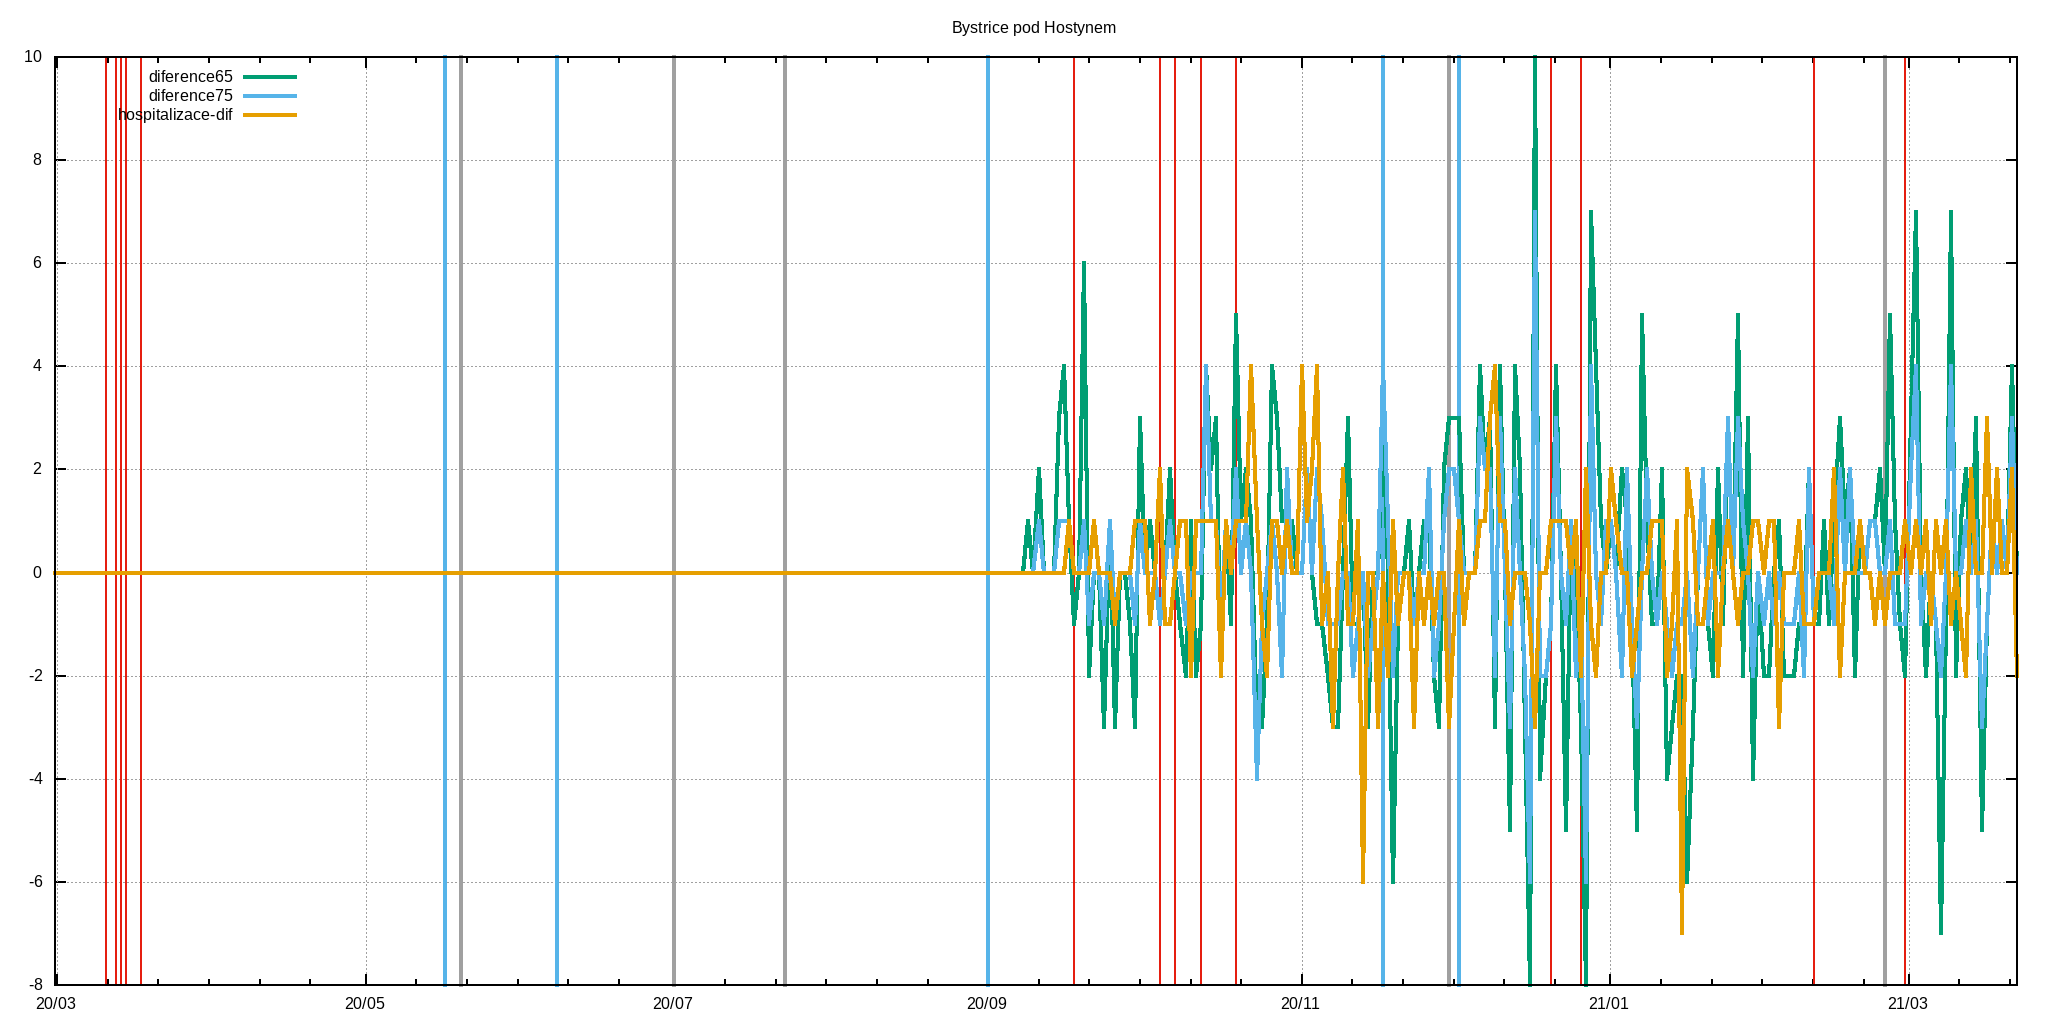 Bystrice pod Hostynem
10
diference65
diference75
hospitalizace-dif
8
6
4
2
0
-2
-4
-6
-8
20/03 20/05 20/07 20/09 20/11 21/01 21/03